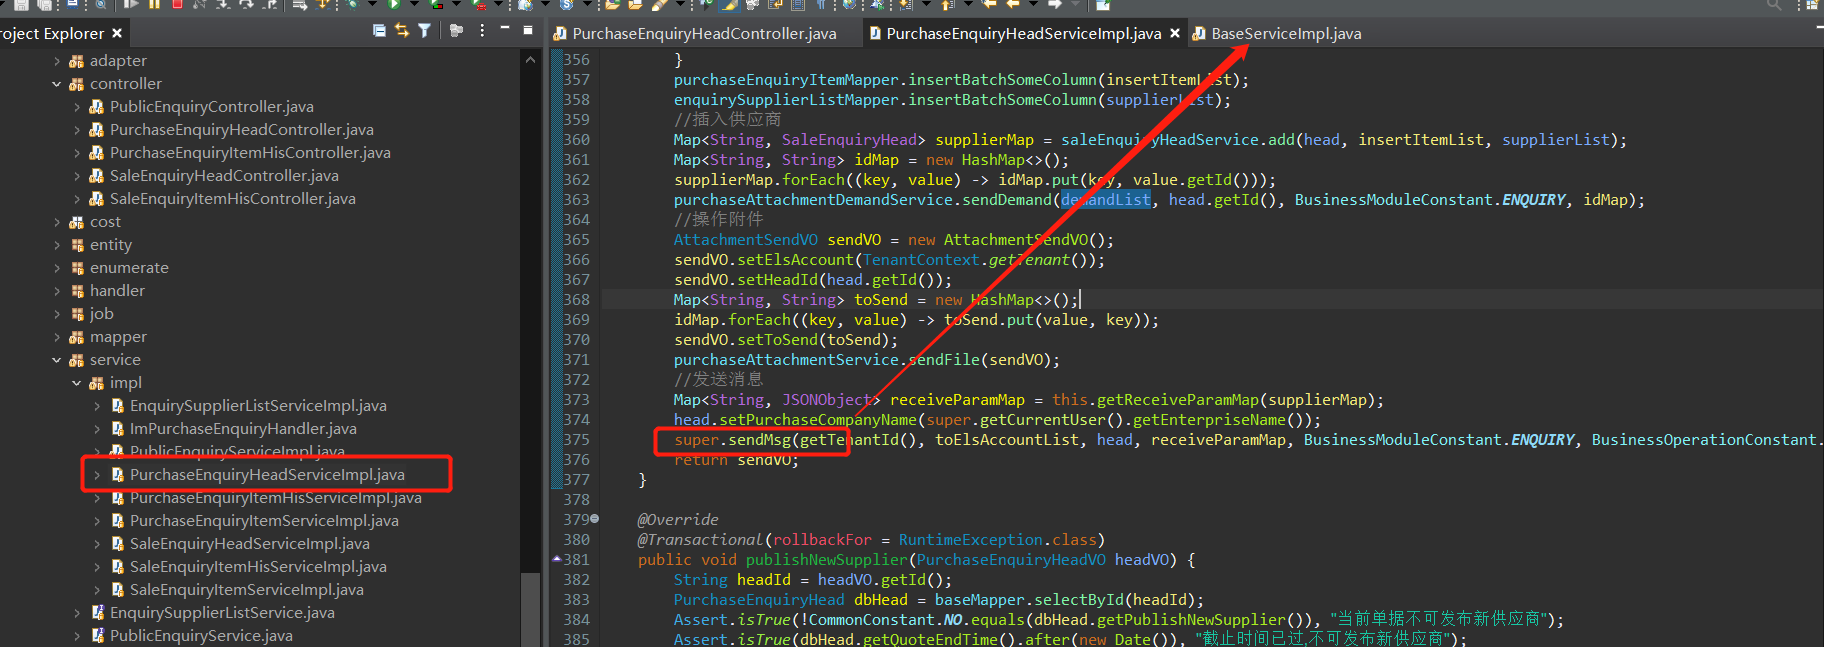 roject Explorer
adapter
controller
PublicEnquiryController.java
PurchaseEnquiryHeadController.java
PurchaseEnquiryItemHisController.java
SaleEnquiryHeadController.java
SaleEnquiryItemHisController.java
cost
entity
enumerate
handler
job
mapper
service
impl
EnquirySupplierListServiceImpl.java
ImPurchaseEnquiryHandler.java
PublicEnquiryServiceImpl.java
PurchaseEnquiryHeadServiceImpl.java
PurchaseEnquiryItemHisServiceImpl.java
PurchaseEnquiryItemServiceImpl.java
SaleEnquiryHeadServiceImpl.java
SaleEnquiryItemHisServiceImpl.java
SaleEnquiryItemServiceImpl.java
EnquirySupplierListService.java
PublicEnquiryService.java
PurchaseEnquiryHeadController.java PurchaseEnquiryHeadServiceImpl.java BaseServiceImpl.java
356 }
357 purchaseEnquiryItemMapper.insertBatchSomeColumn(insertItemList);
358 enquirySupplierListMapper.insertBatchSomeColumn(supplierList);
359 //插入供应商
360 Map<String, SaleEnquiryHead> supplierMap = saleEnquiryHeadService.add(head, insertItemList, supplierList);
361 Map<String, String> idMap = new HashMap<>();
362 supplierMap.forEach((key, value) -> idMap.put(key, value.getId()));
363 purchaseAttachmentDemandService.sendDemand(demandList, head.getId(), BusinessModuleConstant.ENQUIRY, idMap);
364 //操作附件
365 AttachmentSendVO sendVO = new AttachmentSendVO();
366 sendVO.setElsAccount(TenantContext.getTenant());
367 sendVO.setHeadId(head.getId());
368 Map<String, String> toSend = new HashMap<>();
369 idMap.forEach((key, value) -> toSend.put(value, key));
370 sendVO.setToSend(toSend);
371 purchaseAttachmentService.sendFile(sendVO);
372 //发送消息
373 Map<String, JSONObject> receiveParamMap = this.getReceiveParamMap(supplierMap);
374 head.setPurchaseCompanyName(super.getCurrentUser().getEnterpriseName());
375 super.sendMsg(getTenantId(), toElsAccountList, head, receiveParamMap, BusinessModuleConstant.ENQUIRY, BusinessOperationConstant.
376 return sendVO;
377 }
378
379 @Override
380 @Transactional(rollbackFor = RuntimeException.class)
381 public void publishNewSupplier(PurchaseEnquiryHeadVO headVO) {
382 String headId = headVO.getId();
383 PurchaseEnquiryHead dbHead = baseMapper.selectById(headId);
384 Assert.isTrue(!CommonConstant.NO.equals(dbHead.getPublishNewSupplier()), "当前单据不可发布新供应商");
385 Assert.isTrue(dbHead.getQuoteEndTime().after(new Date()), "截止时间已过,不可发布新供应商");